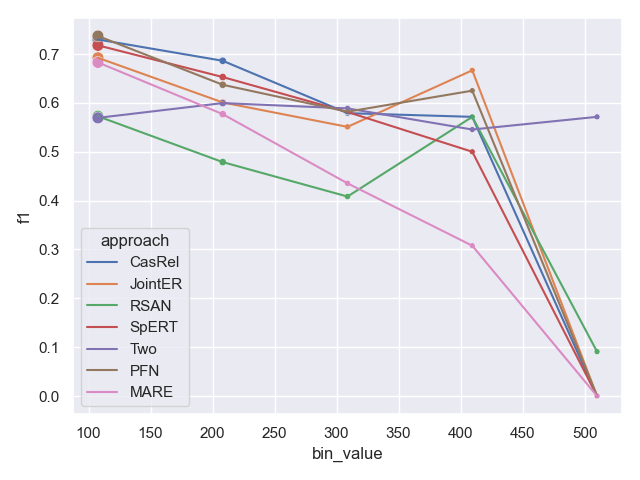 0.7
0.6
0.5
0.4
0.3
0.2
0.1
0.0
f1
approach
CasRel
JointER
RSAN
SpERT
Two
PFN
MARE
100 150 200 250 300 350 400 450 500
bin_value